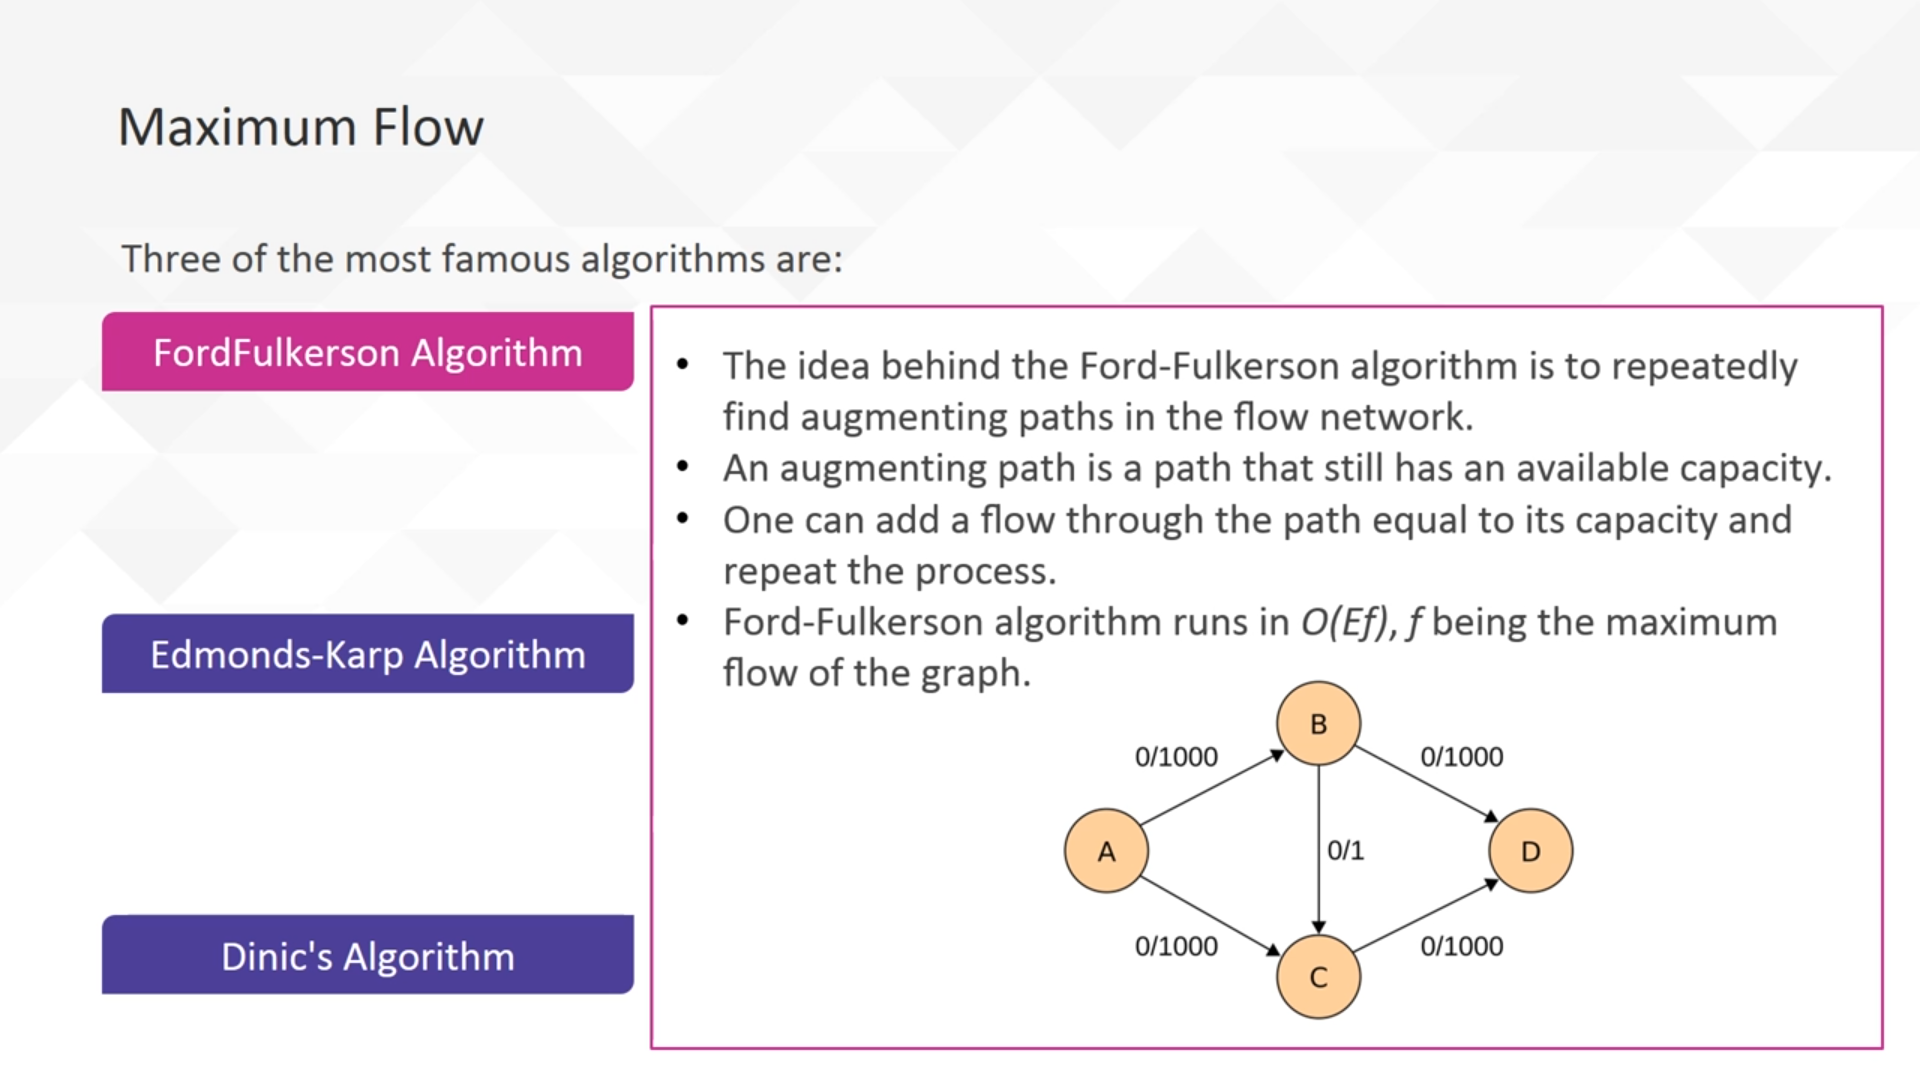 Maximum Flow
Three of the most famous algorithms are:
FordFulkerson Algorithm
• The idea behind the Ford-Fulkerson algorithm is to repeatedly
find augmenting paths in the flow network.
• An augmenting path is a path that still has an available capacity.
• One can add a flow through the path equal to its capacity and
repeat the process.
• Ford-Fulkerson algorithm runs in O(Ef), f being the maximum
flow of the graph.
Edmonds-Karp Algorithm
Dinic's Algorithm
B
0/1000
0/1000
A
0/1
D
0/1000
0/1000
C